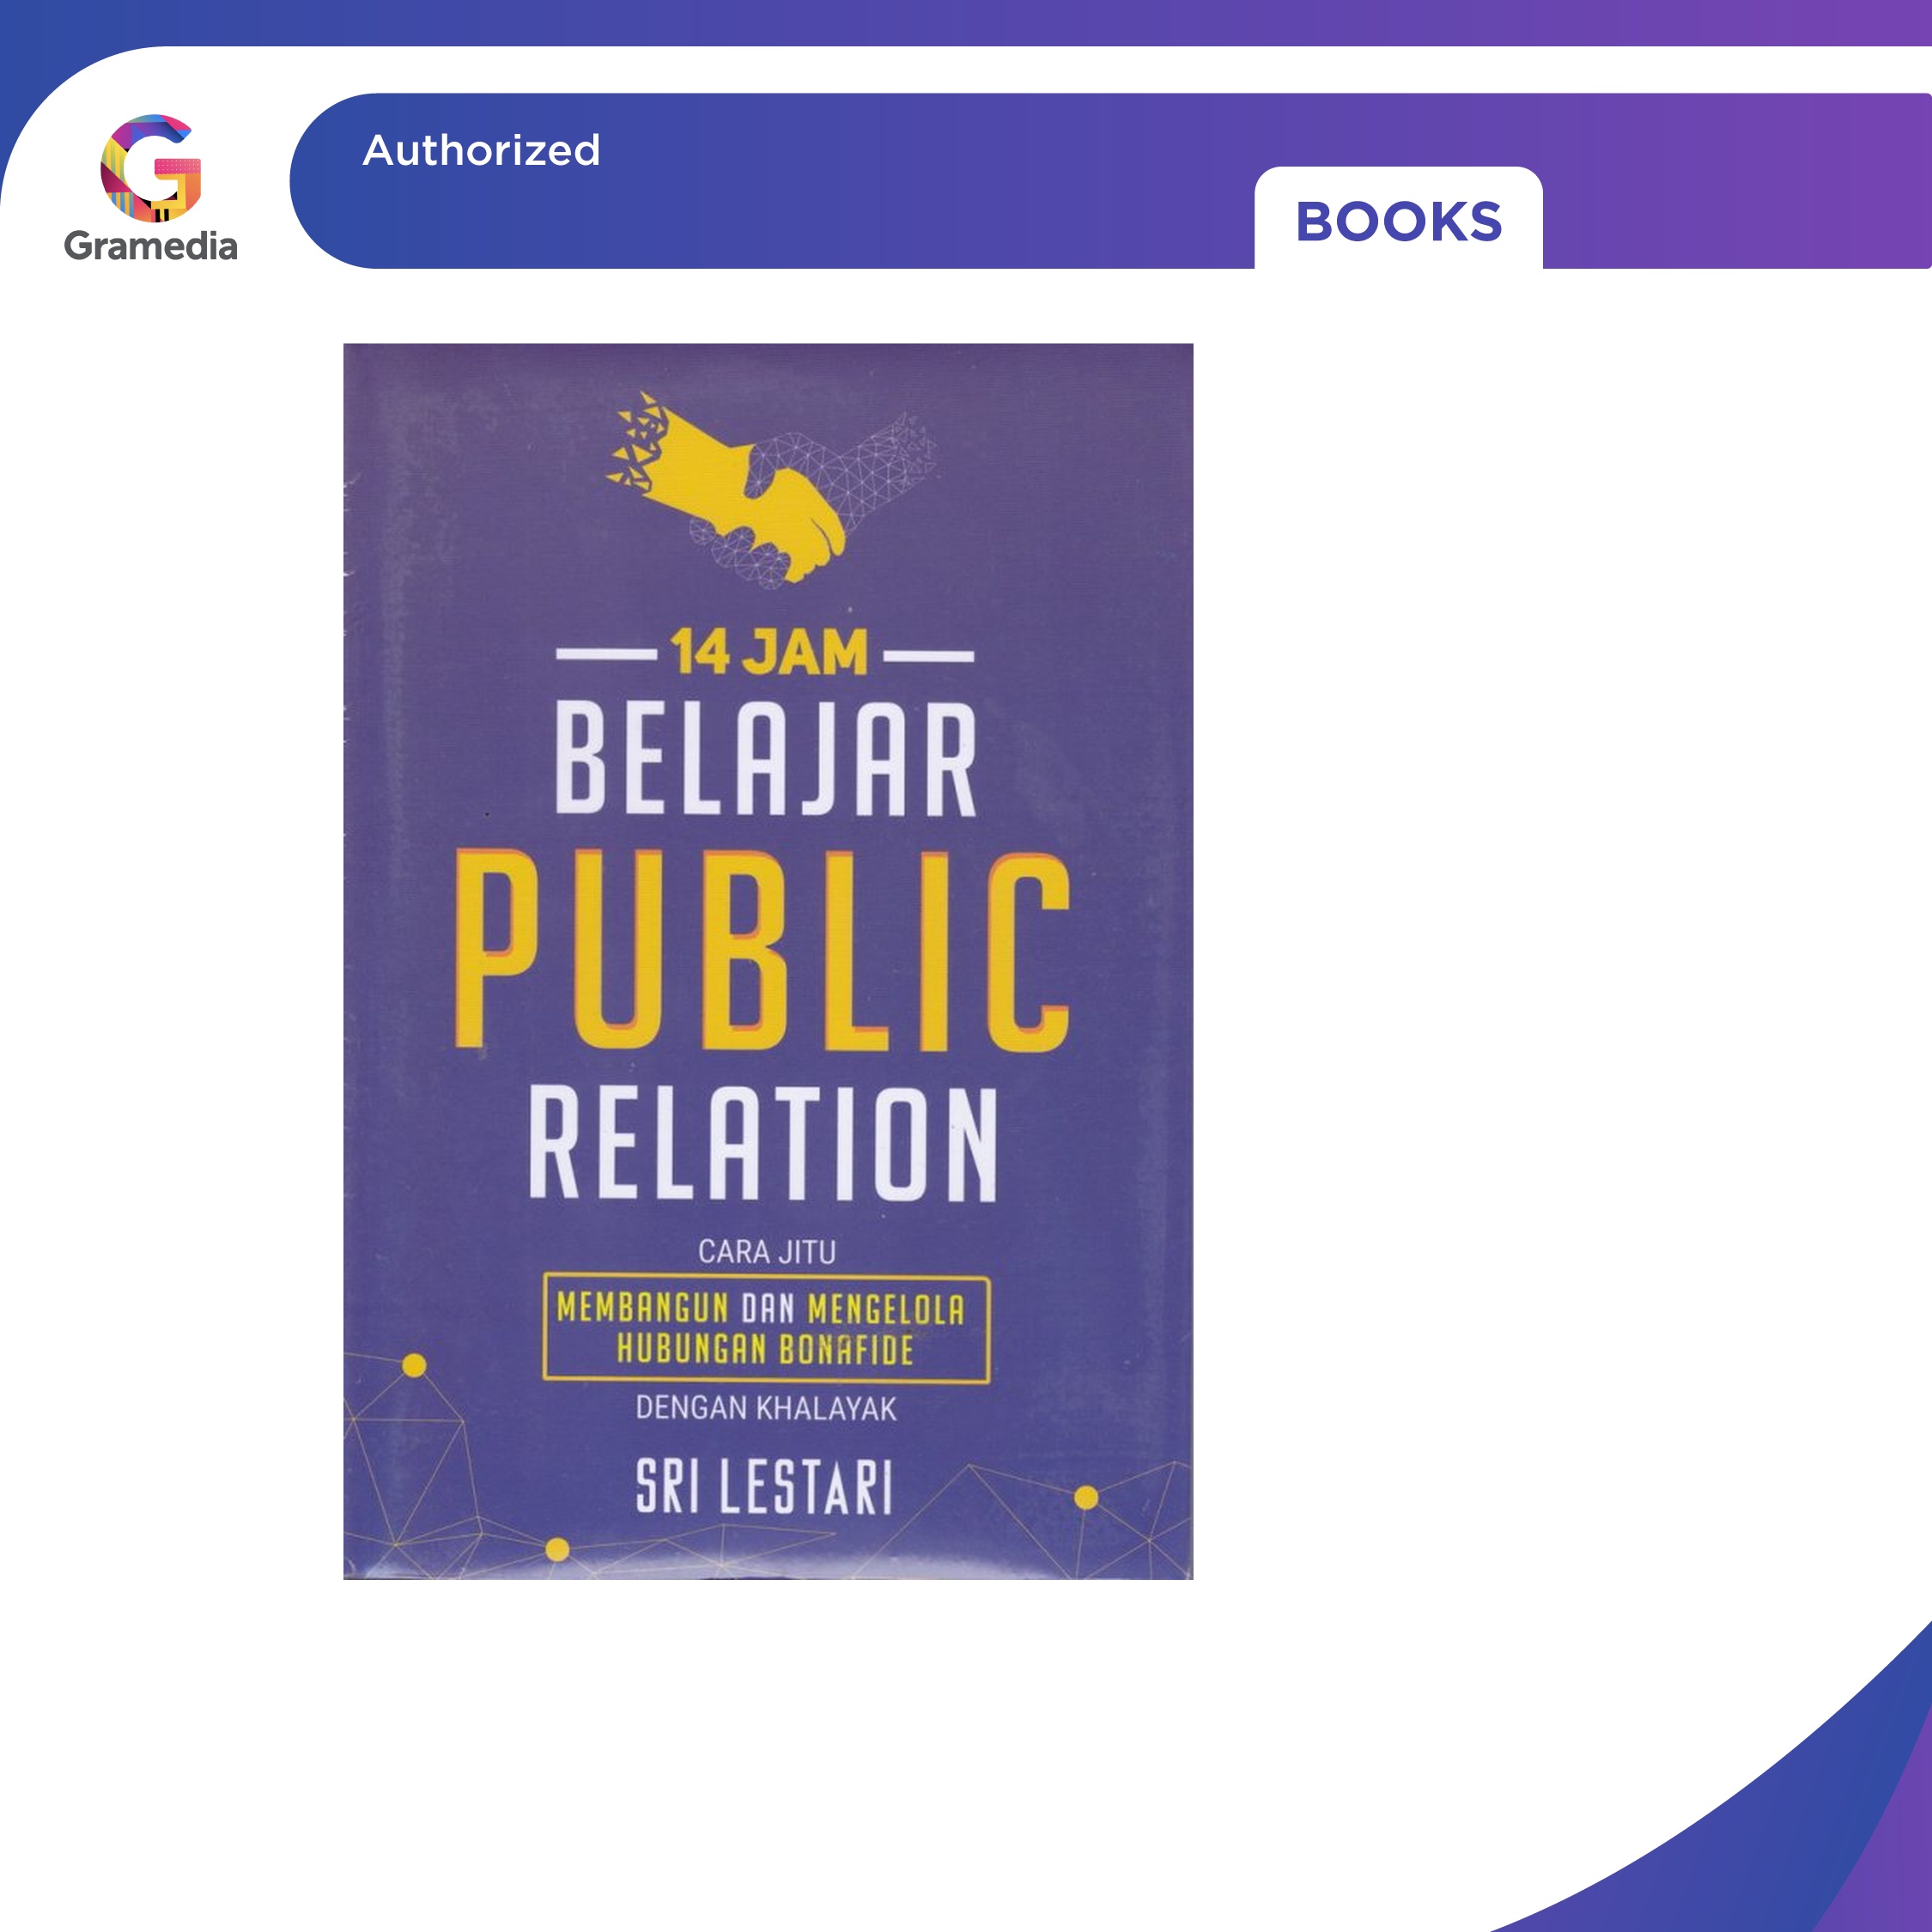 Gramedia
Authorized
BOOKS
14 JAM
BELAJAR
PUBLIC
RELATION
CARA JITU
MEMBANGUN DAN MENGELOLA
HUBUNGAN BONAFIDE
DENGAN KHALAYAK
SRI LESTARI